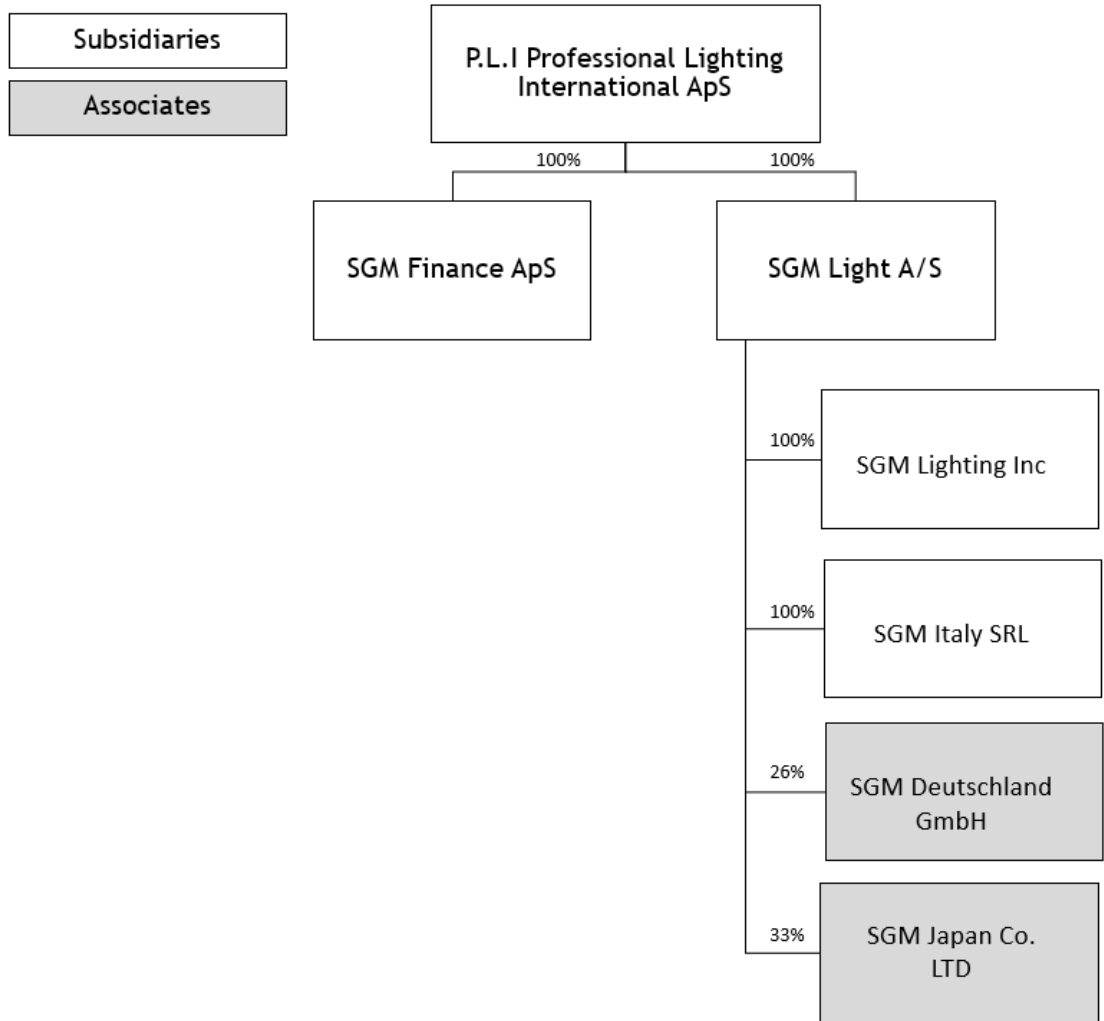 Subsidiaries
Associates
P.L.I Professional Lighting
International ApS
100%
100%
SGM Finance ApS
SGM Light A/S
100%
SGM Lighting Inc
100%
SGM Italy SRL
26%
SGM Deutschland
GmbH
33%
SGM Japan Co.
LTD